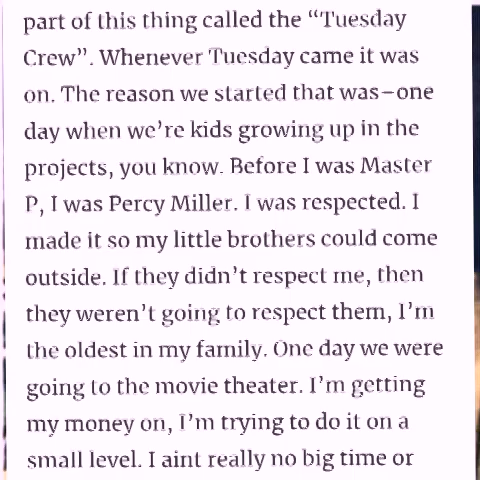 part of this thing called the “Tuesday
Crew”. Whenever Tuesday came it was
on. The reason we started that was–one
day when we’re kids growing up in the
projects, you know. Before I was Master
P, I was Percy Miller. I was respected. I
made it so my little brothers could come
outside. If they didn’t respect me, then
they weren’t going to respect them, I’m
the oldest in my family. One day we were
going to the movie theater. I’m getting
my money on, I’m trying to do it on a
small level. I aint really no big time or